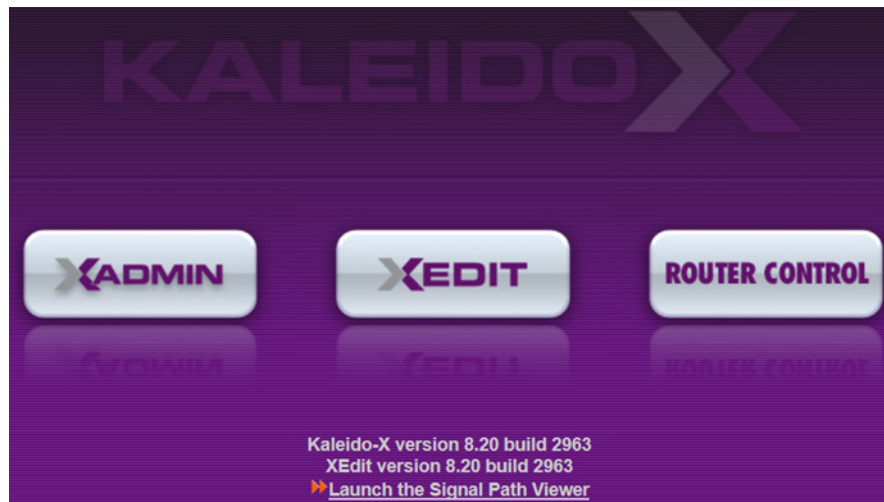 KALEIDOX
XADMIN
XEDIT
ROUTER CONTROL
Kaleido-X version 8.20 build 2963
XEdit version 8.20 build 2963
Launch the Signal Path Viewer